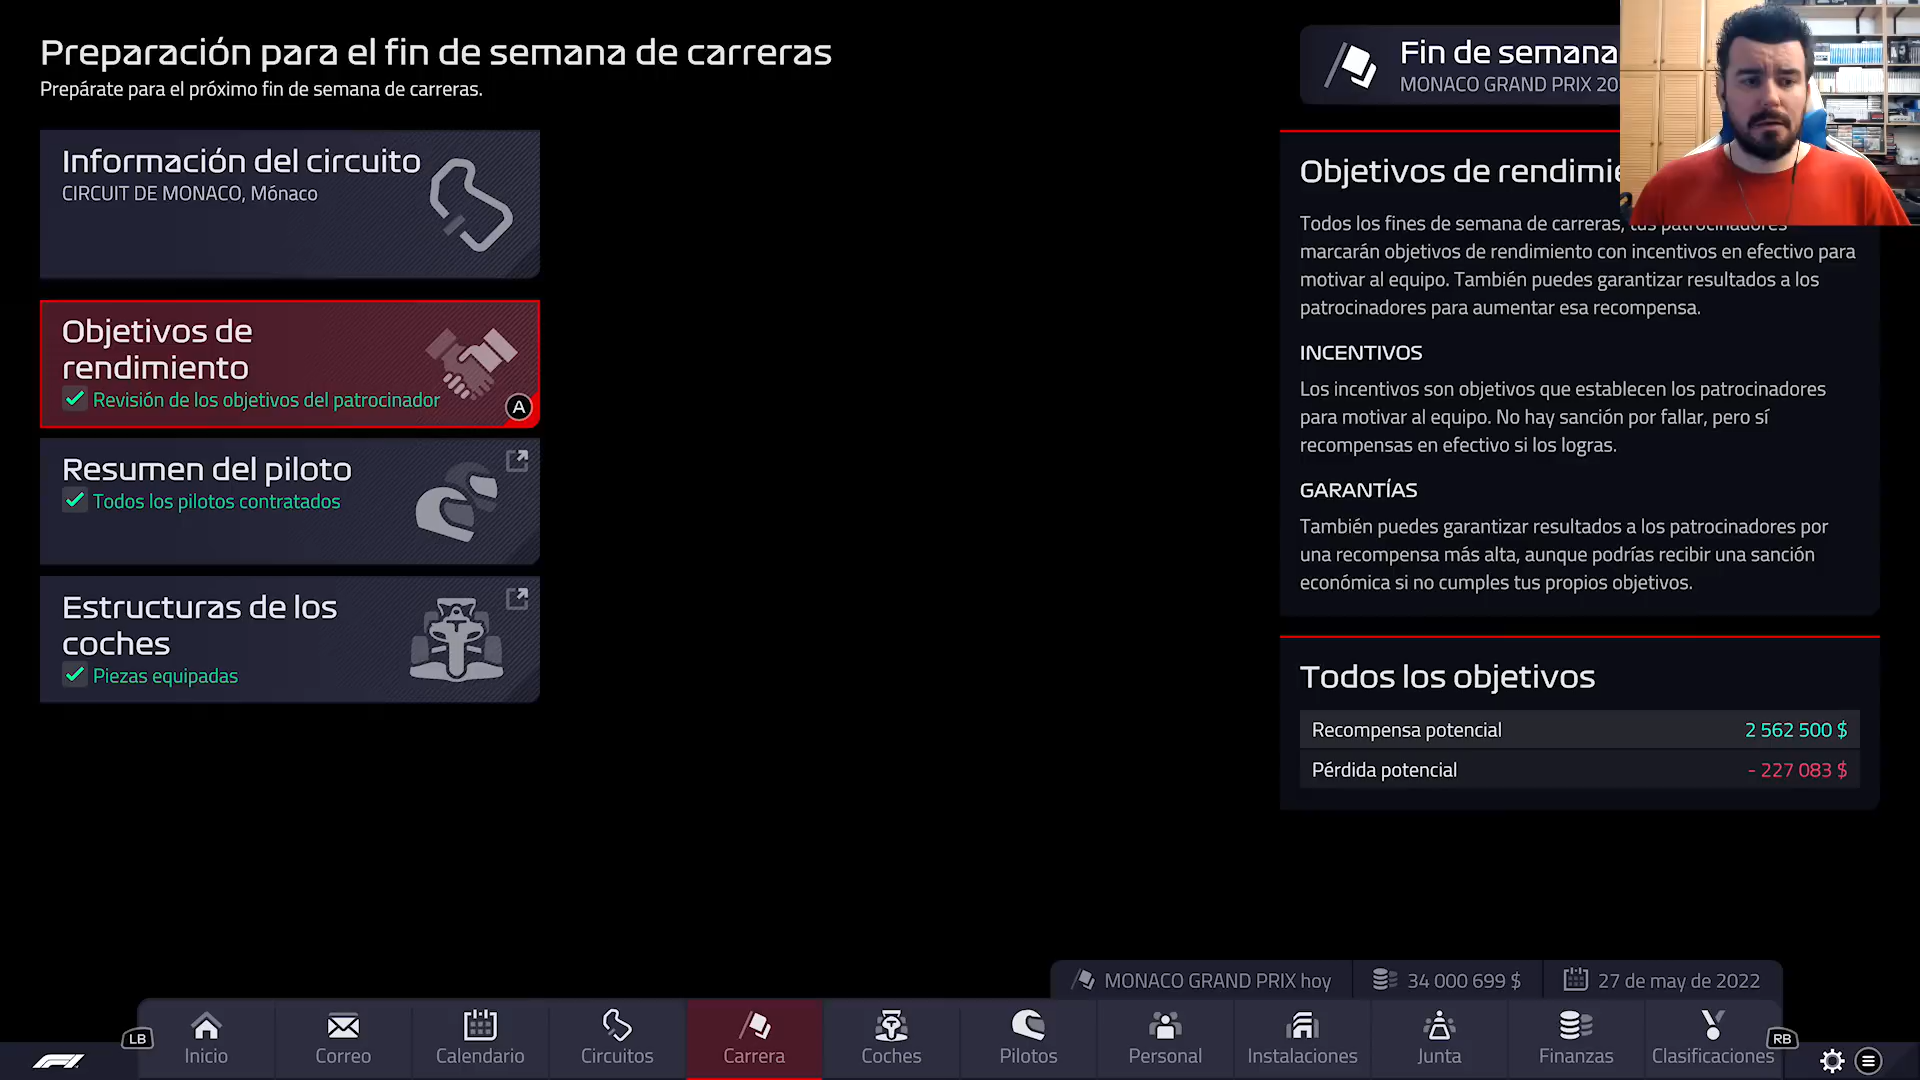 Preparación para el fin de semana de carreras
Prepárate para el próximo fin de semana de carreras.
Información del circuito
CIRCUIT DE MONACO, Mónaco
Objetivos de
rendimiento
Revisión de los objetivos del patrocinador
A
Resumen del piloto
Todos los pilotos contratados
Estructuras de los
coches
Piezas equipadas
Fin de semana
MONACO GRAND PRIX 20
Objetivos de
Todos los fines de semana de carreras, tus patrocinadores
marcarán objetivos de rendimiento con incentivos en efectivo para
motivar al equipo. También puedes garantizar resultados a los
patrocinadores para aumentar esa recompensa.
INCENTIVOS
Los incentivos son objetivos que establecen los patrocinadores
para motivar al equipo. No hay sanción por fallar, pero sí
recompensas en efectivo si los logras.
GARANTÍAS
También puedes garantizar resultados a los patrocinadores por
una recompensa más alta, aunque podrías recibir una sanción
económica si no cumples tus propios objetivos.
Todos los objetivos
Recompensa potencial 2 562 500 $
Pérdida potencial - 227 083 $
MONACO GRAND PRIX hoy 34 000 699 $ 27 de may de 2022
LB Inicio Correo Calendario Circuitos Carrera Coches Pilotos Personal Instalaciones Junta Finanzas Clasificaciones RB
F1